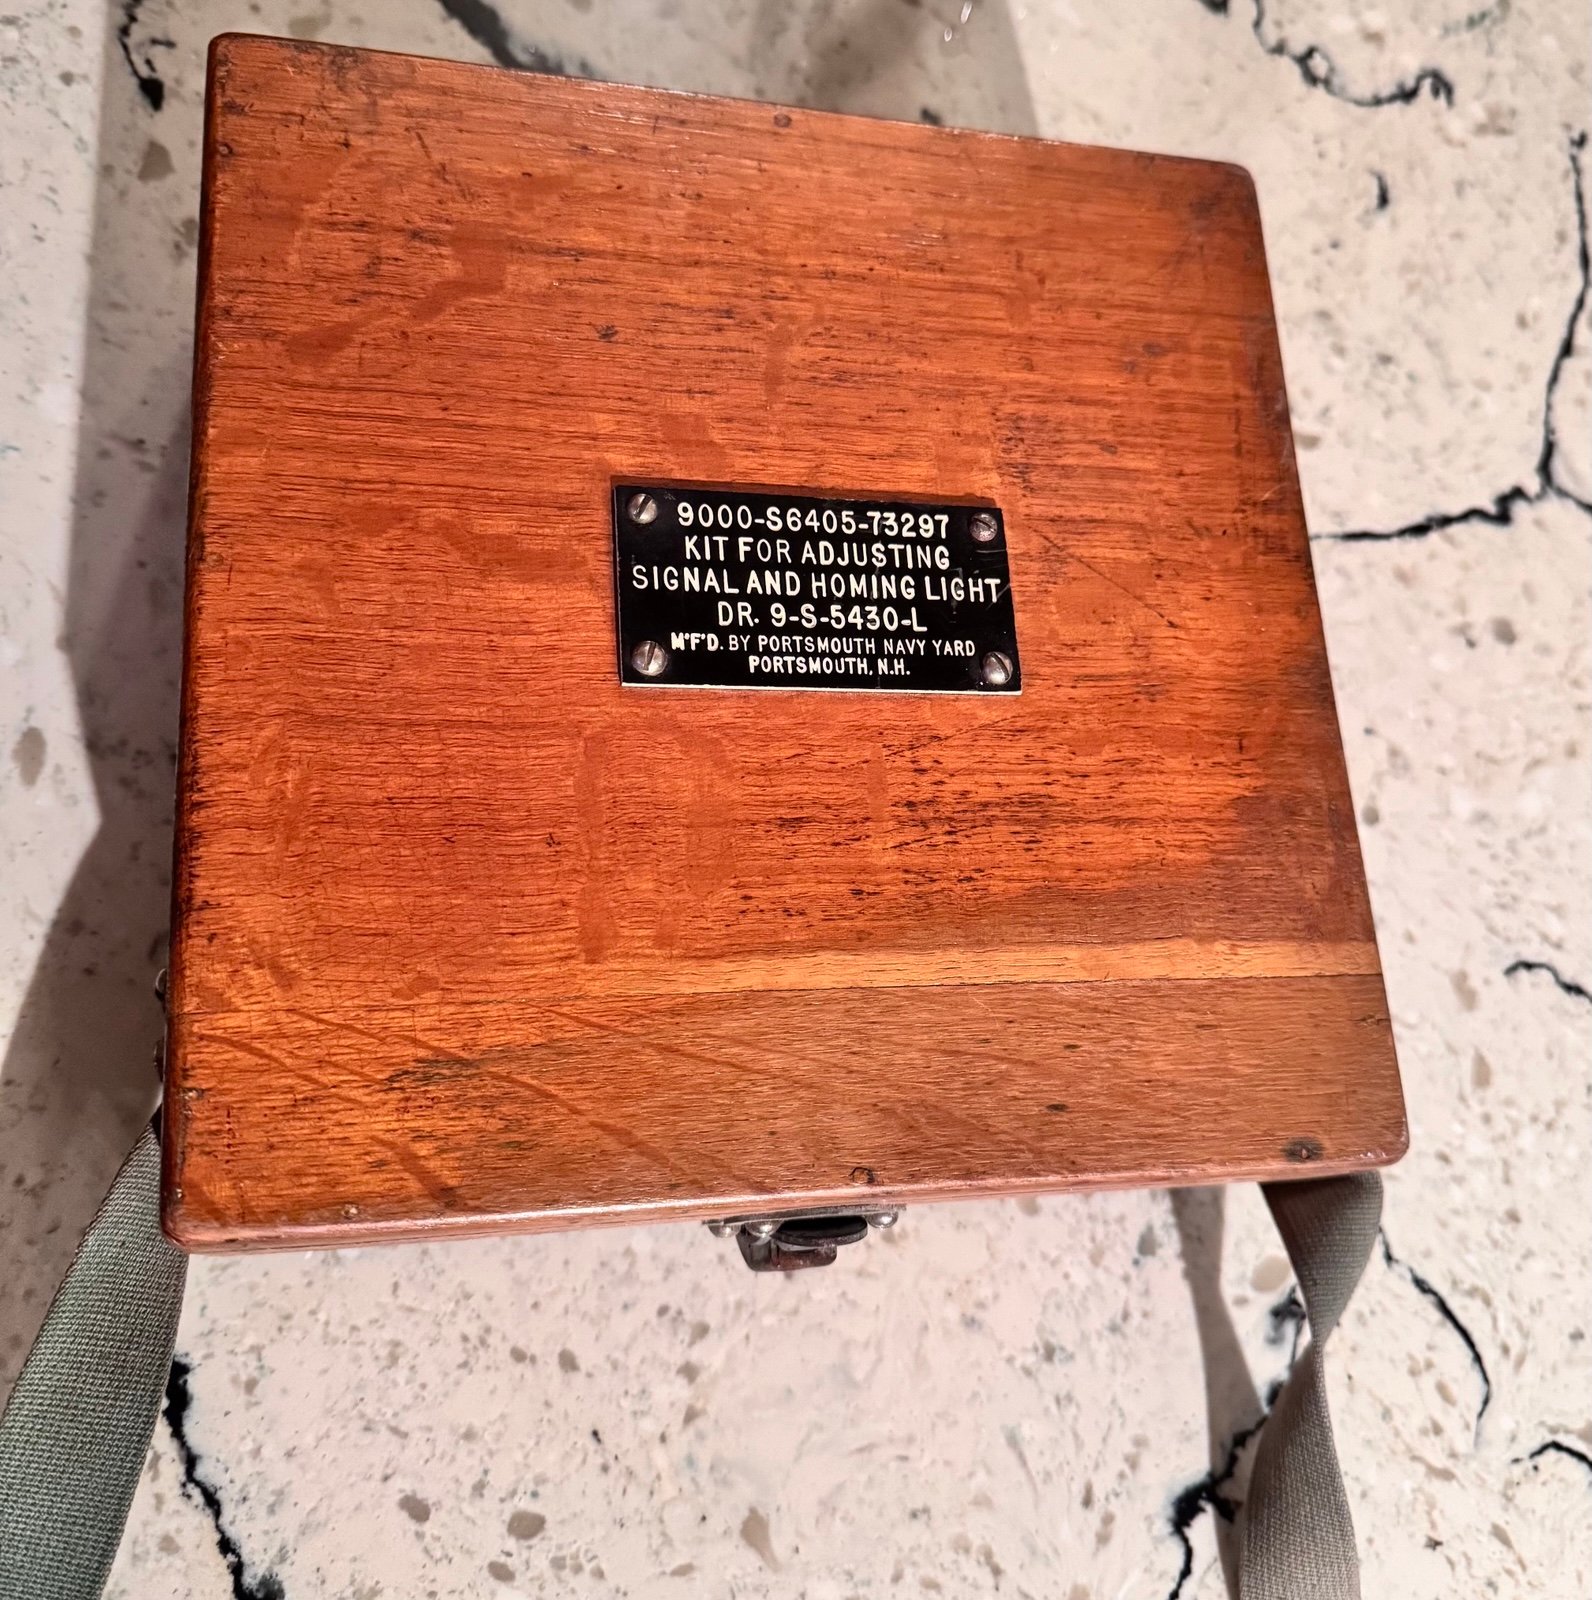 9000-S6405-73297
KIT FOR ADJUSTING
SIGNAL AND HOMING LIGHT
DR. 9-S-5430-L
M'F'D. BY PORTSMOUTH NAVY YARD
PORTSMOUTH, N.H.